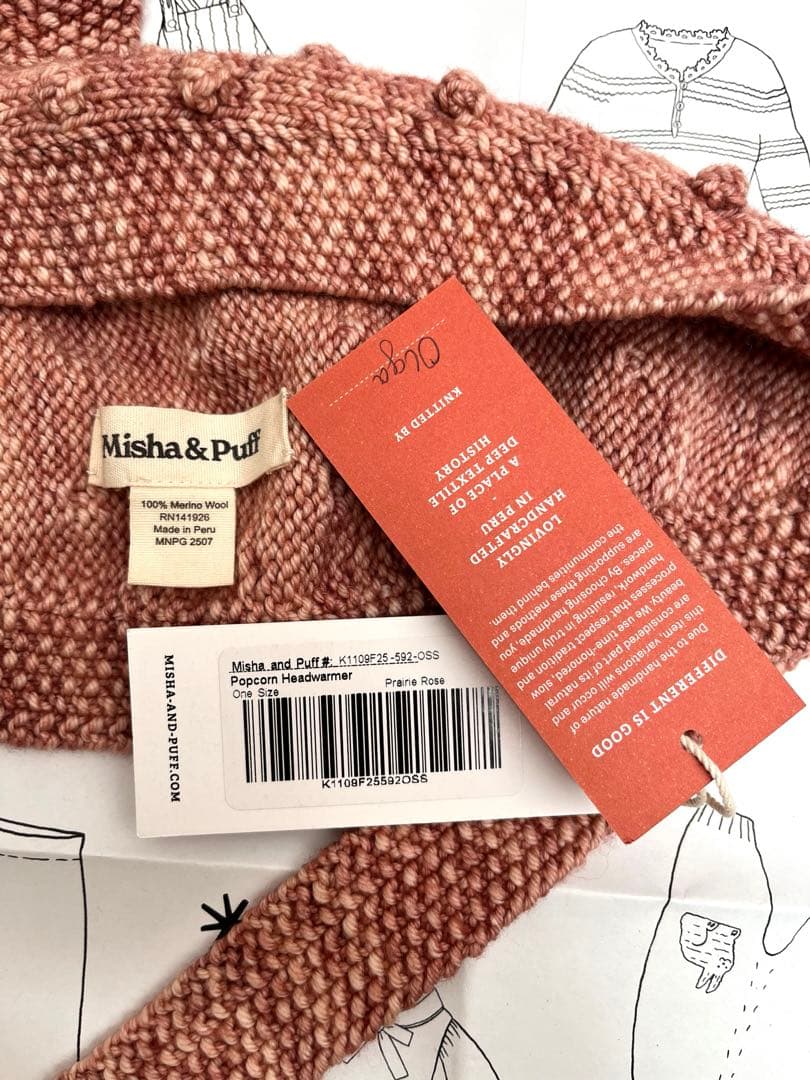 Misha & Puff
100% Merino Wool
RN141926
Made in Peru
MNPG 2507
MISHA-AND-PUFF.COM
Misha and Puff#: K1109F25-592-OSS
Popcorn Headwarmer
One Size Prairie Rose
K1109F25592OSS
DIFFERENT IS GOOD
Due to the handmade nature of
this item, variations will occur and
are considered part of its natural
beauty. We use time-honored, slow
processes that respect tradition and
handwork, resulting in truly unique
pieces. By choosing handmade, you
are supporting these methods and
the communities behind them.
LOVINGLY
HANDCRAFTED
IN PERU
-
A PLACE OF
DEEP TEXTILE
HISTORY
KNITTED BY
Olga